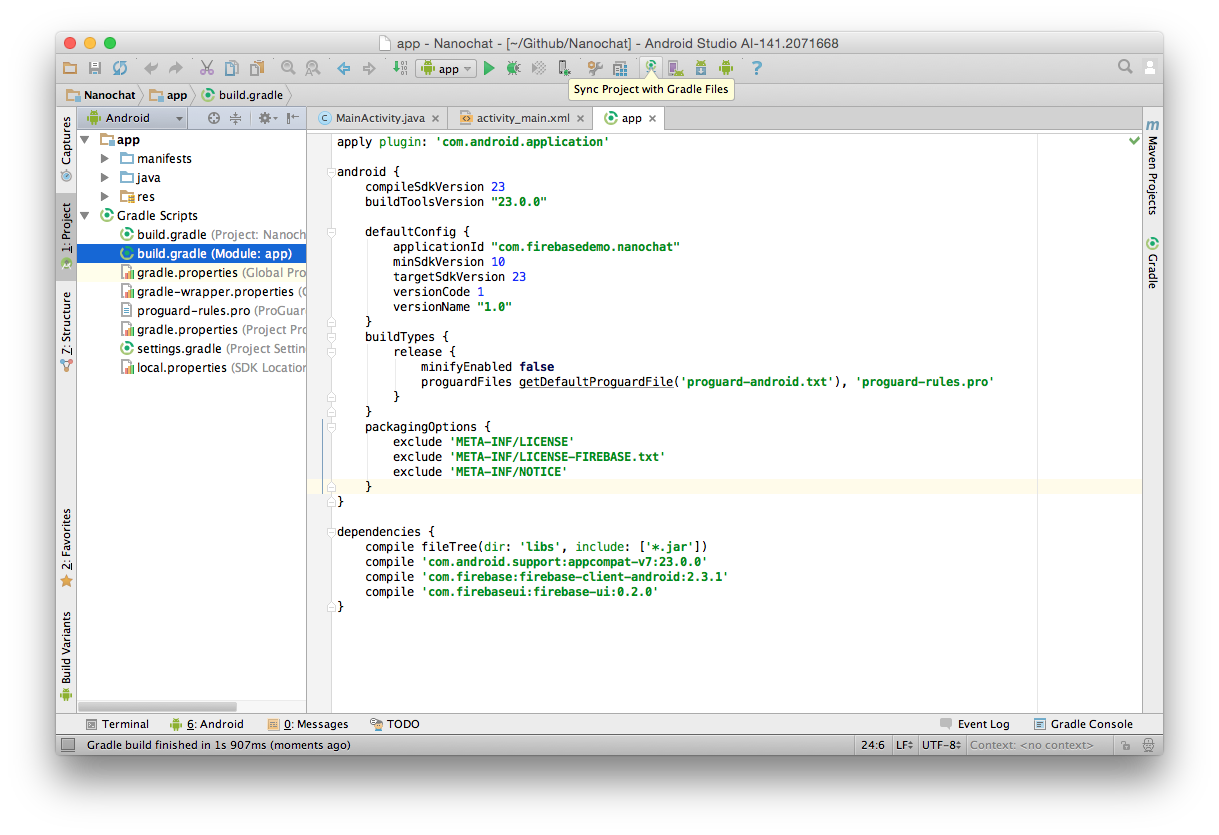 app - Nanochat - [~/Github/Nanochat] - Android Studio AI-141.2071668
app
Sync Project with Gradle Files
Nanochat app build.gradle
Android
MainActivity.java activity_main.xml app
Captures
1: Project
Z: Structure
2: Favorites
Build Variants
app
manifests
java
res
Gradle Scripts
build.gradle (Project: Nanoch
build.gradle (Module: app)
gradle.properties (Global Pro
gradle-wrapper.properties (G
proguard-rules.pro (ProGuar
gradle.properties (Project Pro
settings.gradle (Project Settin
local.properties (SDK Location
apply plugin: 'com.android.application'
android {
compileSdkVersion 23
buildToolsVersion "23.0.0"
defaultConfig {
applicationId "com.firebasedemo.nanochat"
minSdkVersion 10
targetSdkVersion 23
versionCode 1
versionName "1.0"
}
buildTypes {
release {
minifyEnabled false
proguardFiles getDefaultProguardFile('proguard-android.txt'), 'proguard-rules.pro'
}
}
packagingOptions {
exclude 'META-INF/LICENSE'
exclude 'META-INF/LICENSE-FIREBASE.txt'
exclude 'META-INF/NOTICE'
}
}
dependencies {
compile fileTree(dir: 'libs', include: ['*.jar'])
compile 'com.android.support:appcompat-v7:23.0.0'
compile 'com.firebase:firebase-client-android:2.3.1'
compile 'com.firebaseui:firebase-ui:0.2.0'
}
m
Maven Projects
Gradle
Terminal 6: Android 0: Messages TODO Event Log Gradle Console
Gradle build finished in 1s 907ms (moments ago) 24:6 LF UTF-8 Context: <no context>